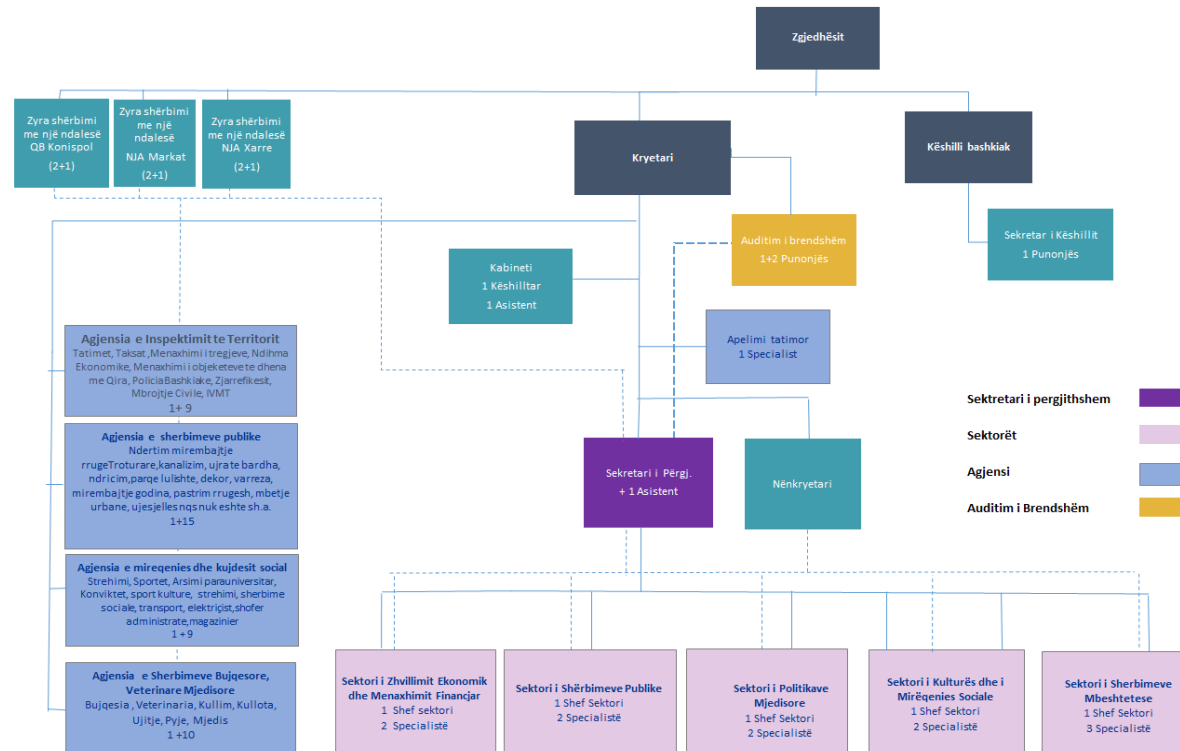 Zgjedhësit
Zyra shërbimi
me një ndalesë
QB Konispol
(2+1)
Zyra shërbimi
me një
ndalesë
NJA Markat
(2+1)
Zyra shërbimi
me një ndalesë
NJA Xarre
(2+1)
Kryetari
Këshilli bashkiak
Auditim i brendshëm
1+2 Punonjës
Sekretar i Këshillit
1 Punonjës
Kabineti
1 Këshilltar
1 Asistent
Apelimi tatimor
1 Specialist
Agjensia e Inspektimit te Territorit
Tatimet, Taksat ,Menaxhimi i tregjeve, Ndihma
Ekonomike, Menaxhimi i objeketeve te dhena
me Qira, Policia Bashkiake, Zjarrefikesit,
Mbrojtje Civile, IVMT
1+ 9
Agjensia e sherbimeve publike
Ndertim mirembajtje
rrugeTroturare,kanalizim, ujrate bardha,
ndricim,parqe lulishte, dekor, varreza,
mirembajtje godina, pastrim rrugesh, mbetje
urbane, ujesjelles nqs nuk eshte sh.a.
1+15
Agjensia e mireqenies dhe kujdesit social
Strehimi, Sportet, Arsimi parauniversitar,
Konviktet, sport kulture, strehimi, sherbime
sociale, transport, elektriçist,shofer
administrate,magazinier
1 +9
Agjensia e Sherbimeve Bujqesore,
Veterinare Mjedisore
Bujqesia , Veterinaria, Kullim, Kullota,
Ujitje, Pyje, Mjedis
1 +10
Sekretari i Përgj.
+ 1 Asistent
Nënkryetari
Sektretari i pergjithshem
Sektorët
Agjensi
Auditim i Brendshëm
Sektori i Zhvillimit Ekonomik
dhe Menaxhimit Financjar
1 Shef sektori
2 Specialistë
Sektori i Shërbimeve Publike
1 Shef Sektori
2 Specialistë
Sektori i Politikave
Mjedisore
1 Shef Sektori
2 Specialistë
Sektori i Kulturës dhe i
Mirëqenies Sociale
1 Shef Sektori
2 Specialistë
Sektori i Sherbimeve
Mbeshtetese
1 Shef Sektori
3 Specialistë